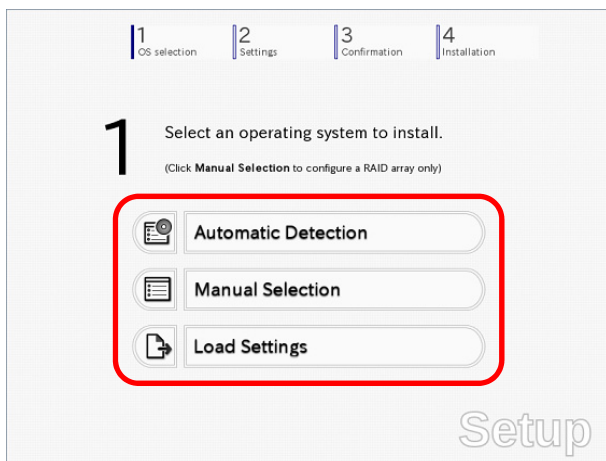 1 2 3 4
OS selection Settings Confirmation Installation
1 Select an operating system to install.
(Click Manual Selection to configure a RAID array only)
Automatic Detection
Manual Selection
Load Settings
Setup